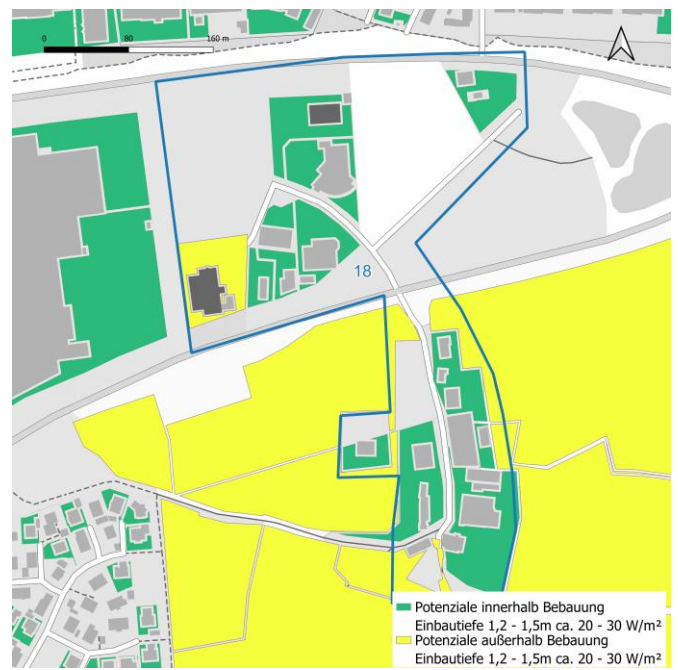 0 80 160 m
18
Potenziale innerhalb Bebauung
Einbautiefe 1,2 - 1,5m ca. 20 - 30 W/m²
Potenziale außerhalb Bebauung
Einbautiefe 1,2 - 1,5m ca. 20 - 30 W/m²